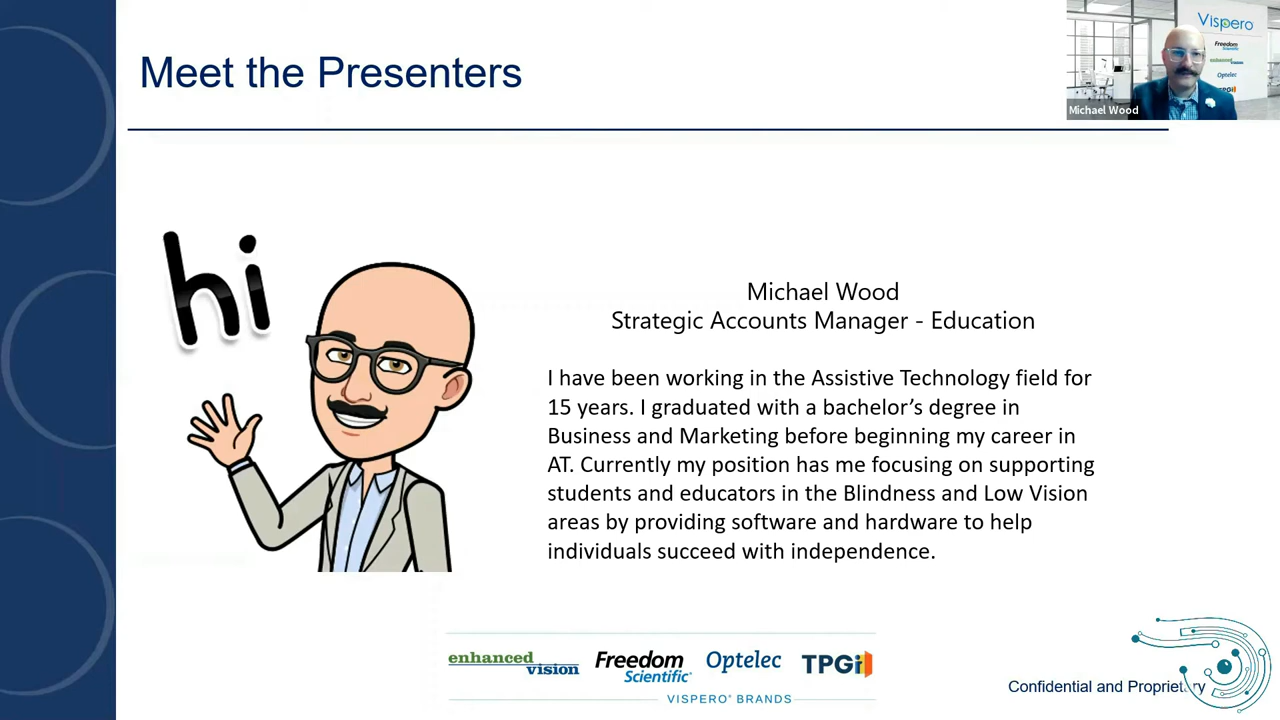 Meet the Presenters
Vispero
Freedom
Scientific
enhanced
vision
Optelec
TPGi
Michael Wood
hi
Michael Wood
Strategic Accounts Manager - Education
I have been working in the Assistive Technology field for
15 years. I graduated with a bachelor’s degree in
Business and Marketing before beginning my career in
AT. Currently my position has me focusing on supporting
students and educators in the Blindness and Low Vision
areas by providing software and hardware to help
individuals succeed with independence.
enhanced
vision
Freedom
Scientific
Optelec
TPGi
VISPERO® BRANDS
Confidential and Proprietary